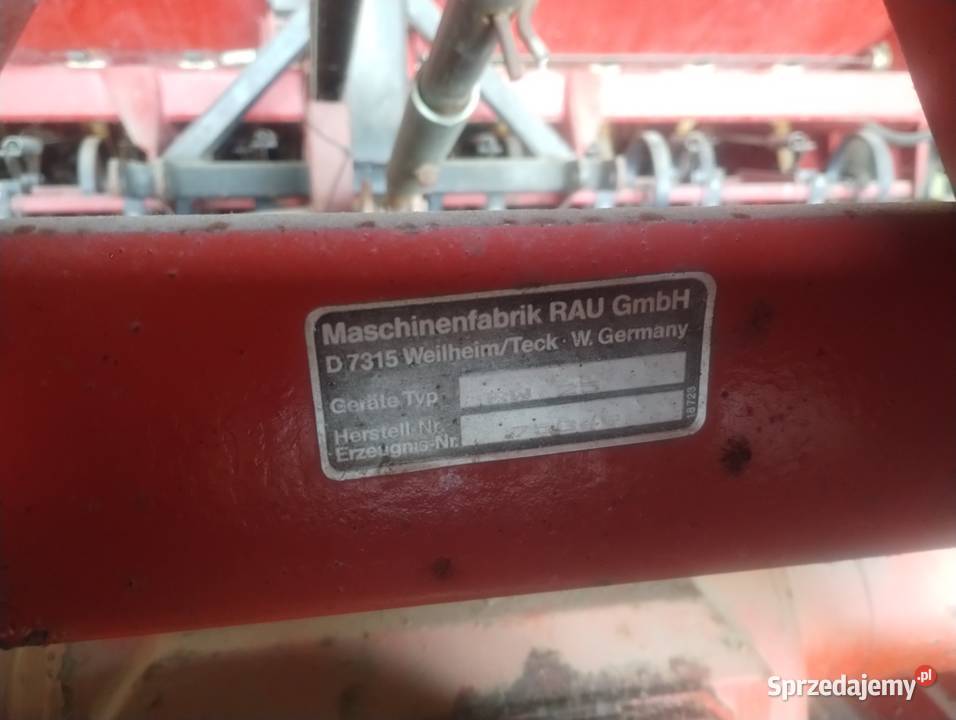 Maschinenfabrik RAU GmbH
D 7315 Weilheim/Teck · W. Germany
Geräte Typ
Herstell-Nr.
Erzeugnis-Nr.
18723
Sprzedajemy.pl